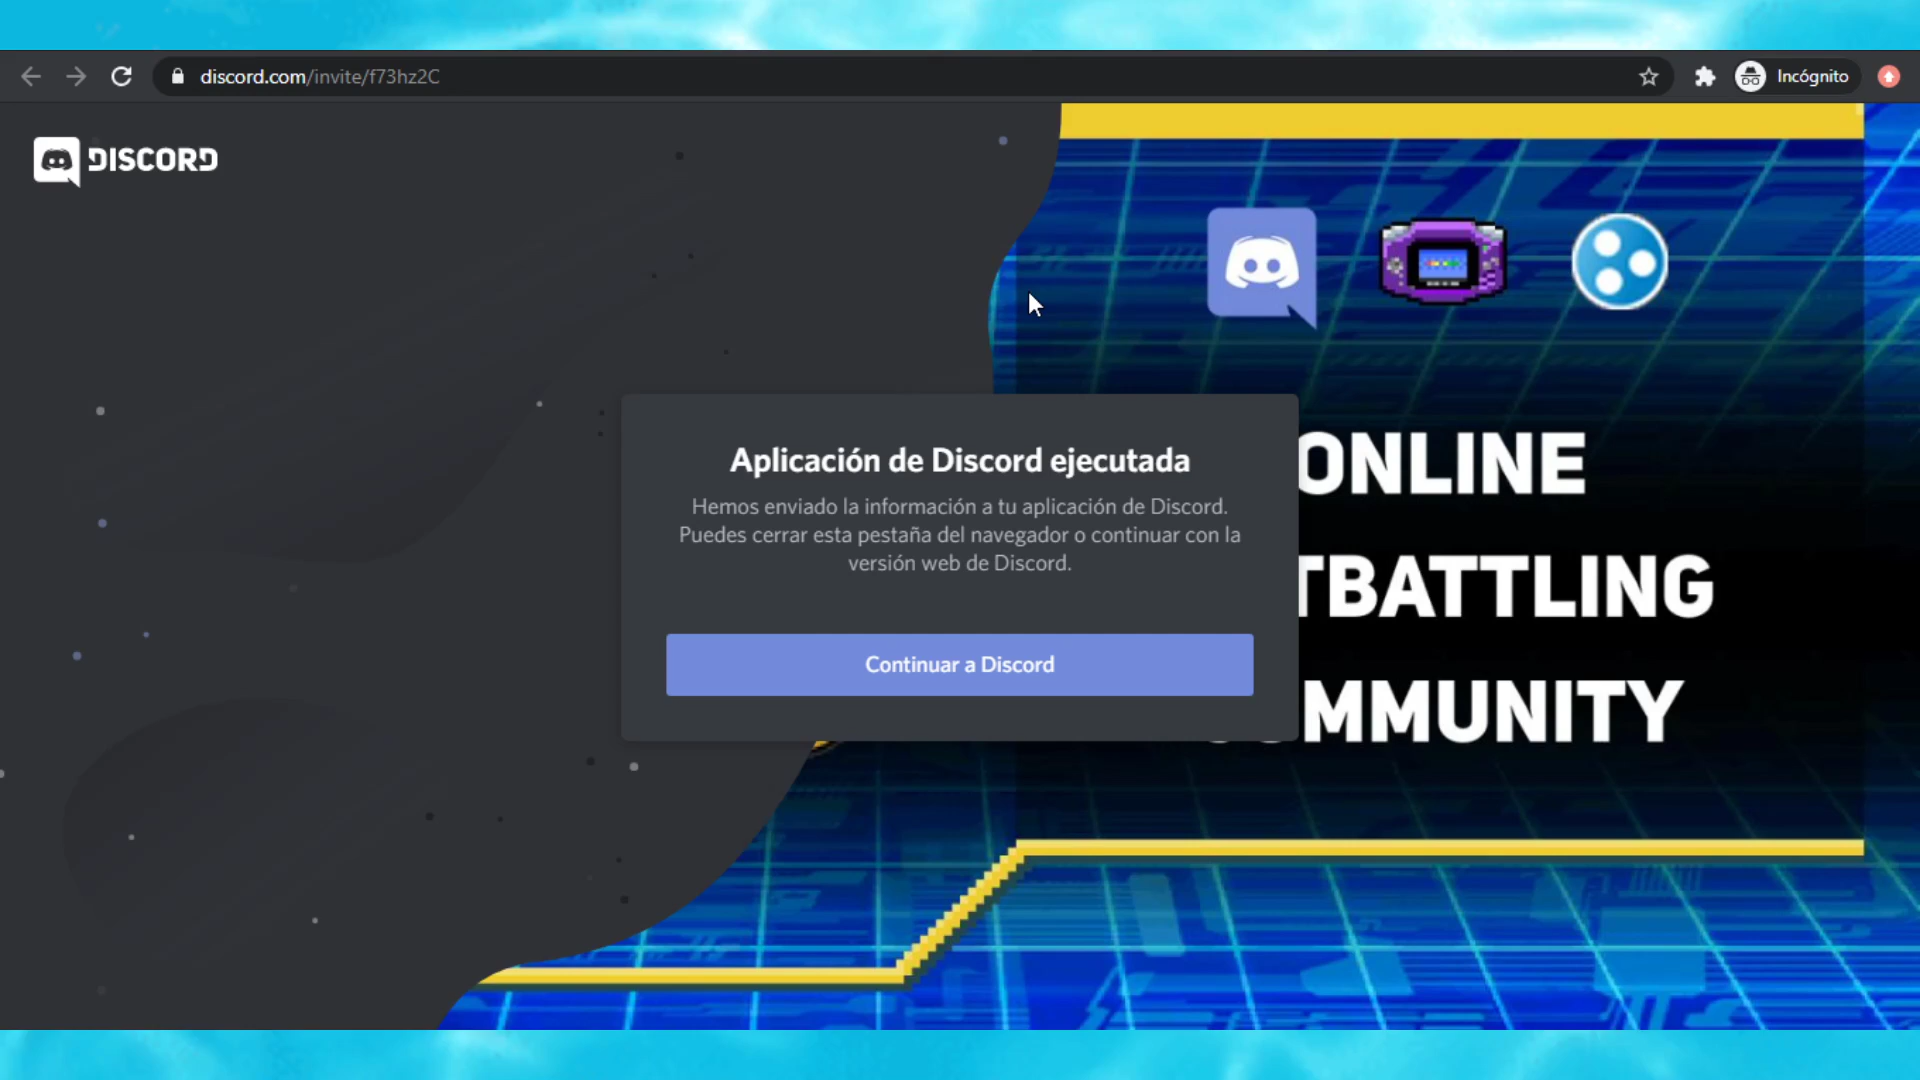 discord.com/invite/f73hz2C
Incógnito
DISCORD
Aplicación de Discord ejecutada
Hemos enviado la información a tu aplicación de Discord.
Puedes cerrar esta pestaña del navegador o continuar con la
versión web de Discord.
Continuar a Discord
ONLINE
TBATTLING
MMUNITY